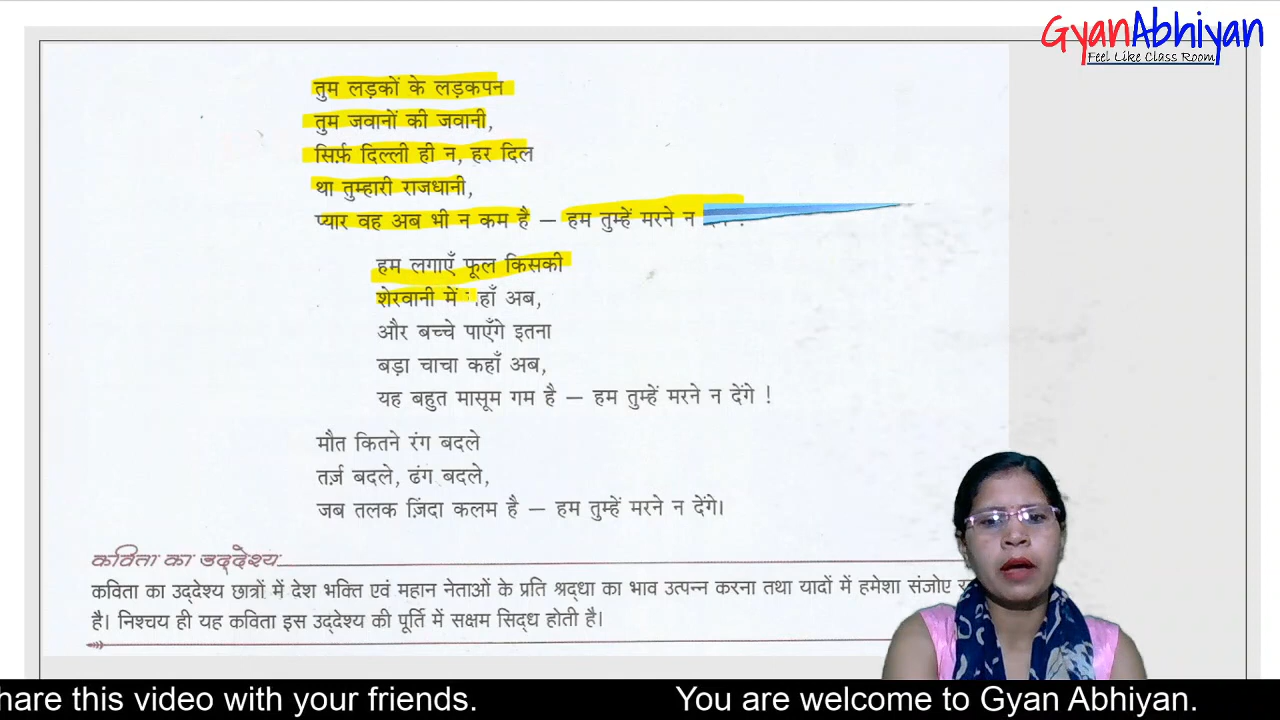 GyanAbhiyan
Feel Like Class Room
तुम लड़कों के लड़कपन
तुम जवानों की जवानी,
सिर्फ़ दिल्ली ही न, हर दिल
था तुम्हारी राजधानी,
प्यार वह अब भी न कम है – हम तुम्हें मरने न
हम लगाएँ फूल किसकी
शेरवानी में
अब,
और बच्चे पाएँगे इतना
बड़ा चाचा कहाँ अब,
यह बहुत मासूम गम है – हम तुम्हें मरने न देंगे !
मौत कितने रंग बदले
तर्ज़ बदले, ढंग बदले,
जब तलक ज़िंदा कलम है – हम तुम्हें मरने न देंगे।
कविता का उद्देश्य
कविता का उद्देश्य छात्रों में देश भक्ति एवं महान नेताओं के प्रति श्रद्धा का भाव उत्पन्न करना तथा यादों में हमेशा संजोए
है। निश्चय ही यह कविता इस उद्देश्य की पूर्ति में सक्षम सिद्ध होती है।
hare this video with your friends. You are welcome to Gyan Abhiyan.